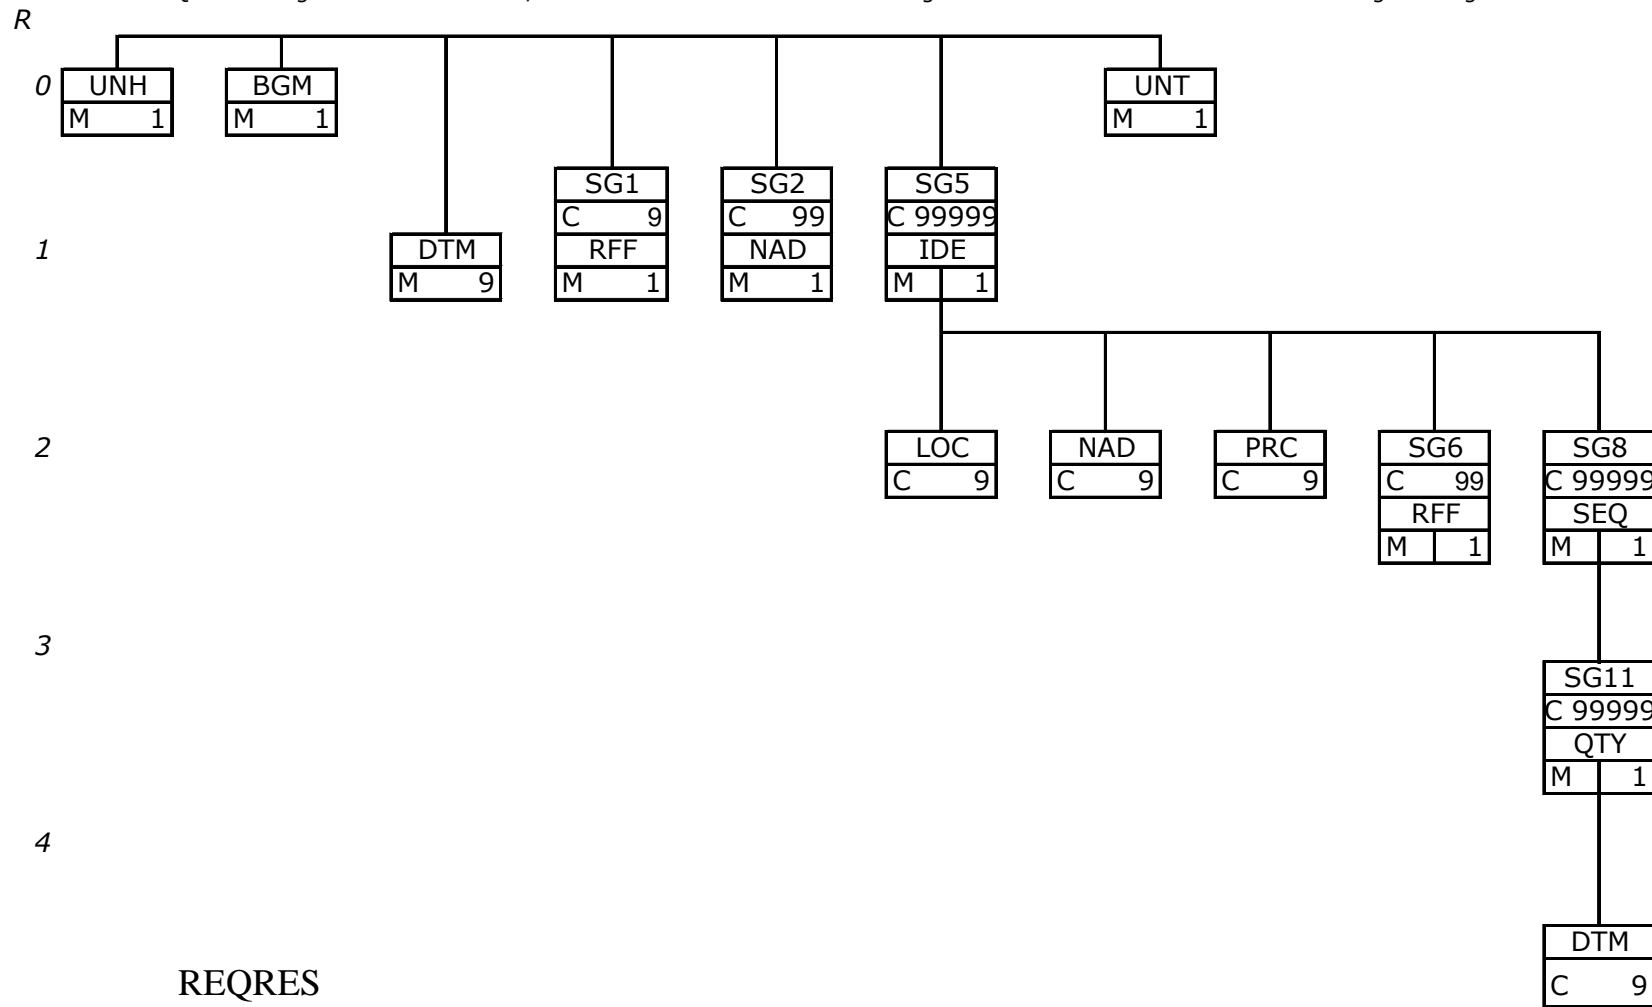 R
0
UNH
BGM
UNT
M 1
M 1
M 1
SG1
SG2
SG5
C 9
C 99
C 99999
1
DTM
RFF
NAD
IDE
M 9
M 1
M 1
M 1
2
LOC
NAD
PRC
SG6
SG8
C 9
C 9
C 9
C 99
C 99999
RFF
SEQ
M 1
M 1
3
SG11
C 99999
QTY
M 1
4
DTM
C 9
REQRES